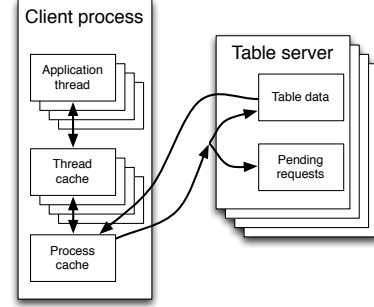 Client process
Application
thread
Thread
cache
Process
cache
Table server
Table data
Pending
requests